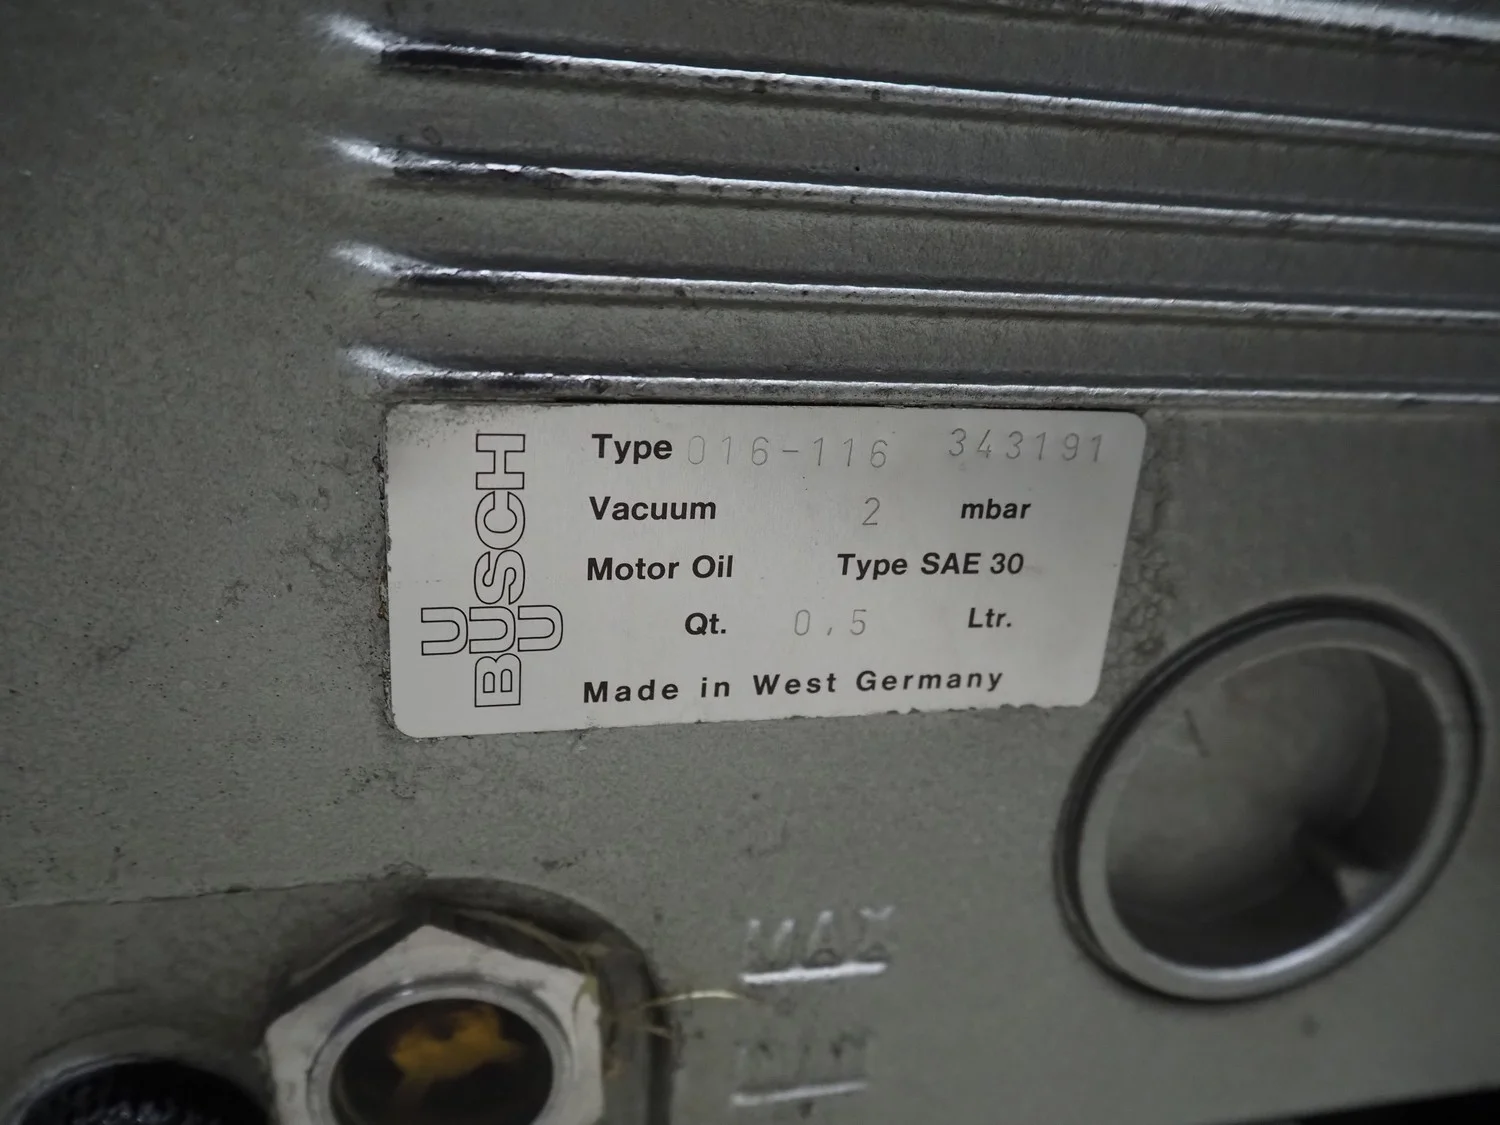 BUSCH
U U
Type 016-116 343191
Vacuum 2 mbar
Motor Oil Type SAE 30
Qt. 0,5 Ltr.
Made in West Germany
MAX